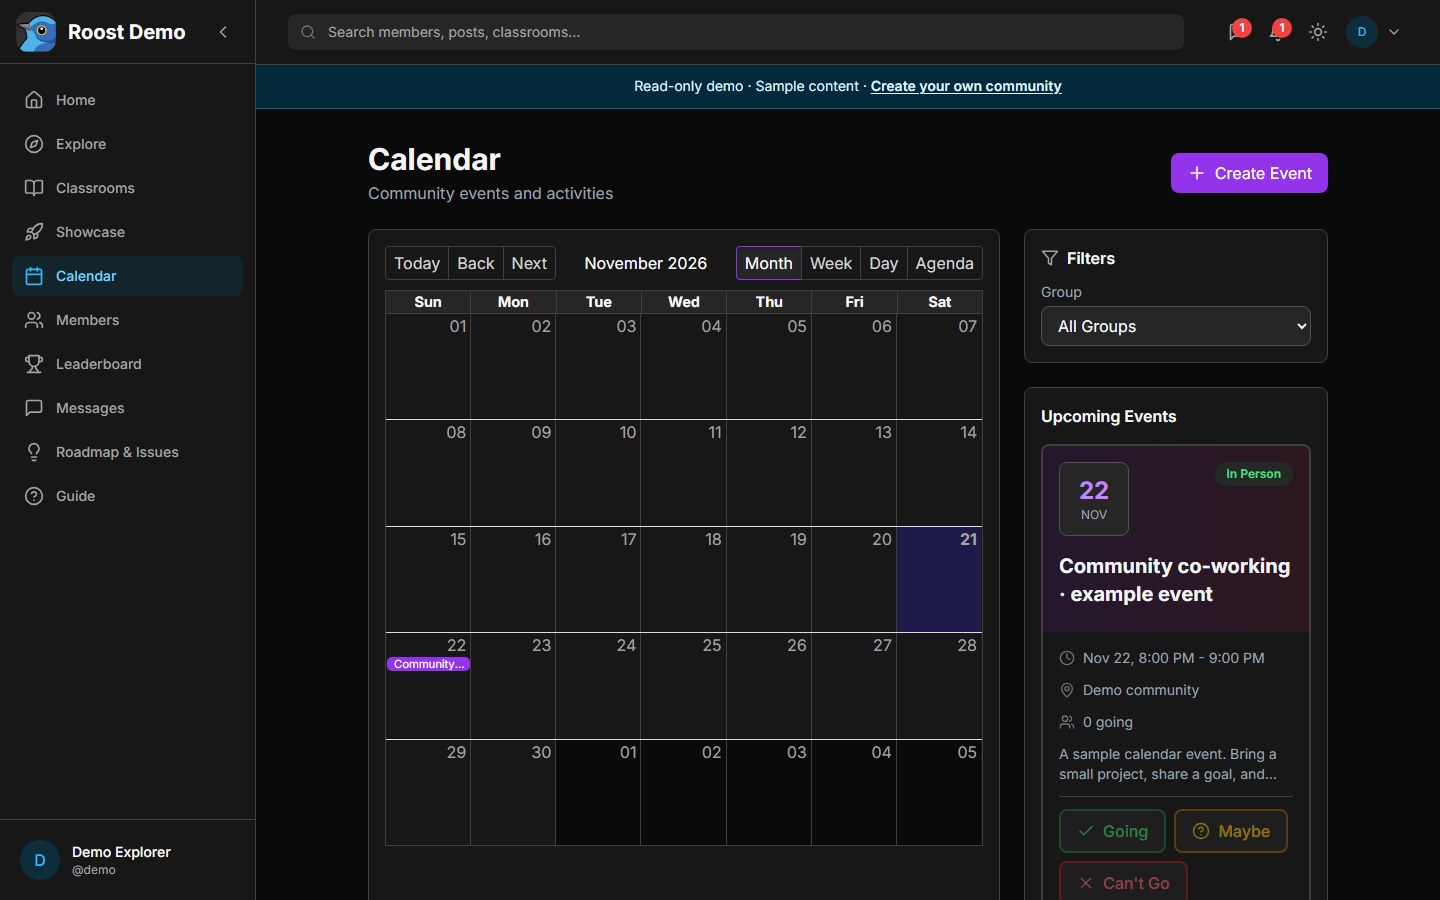 Roost Demo
Search members, posts, classrooms...
1
1
D
Read-only demo · Sample content · Create your own community
Home
Explore
Classrooms
Showcase
Calendar
Members
Leaderboard
Messages
Roadmap & Issues
Guide
D
Demo Explorer
@demo
Calendar
Community events and activities
Create Event
Today Back Next
November 2026
Month Week Day Agenda
Sun Mon Tue Wed Thu Fri Sat
01 02 03 04 05 06 07
08 09 10 11 12 13 14
15 16 17 18 19 20 21
22 23 24 25 26 27 28
Community...
29 30 01 02 03 04 05
Filters
Group
All Groups
Upcoming Events
22
NOV
In Person
Community co-working
· example event
Nov 22, 8:00 PM - 9:00 PM
Demo community
0 going
A sample calendar event. Bring a
small project, share a goal, and...
Going
Maybe
Can't Go